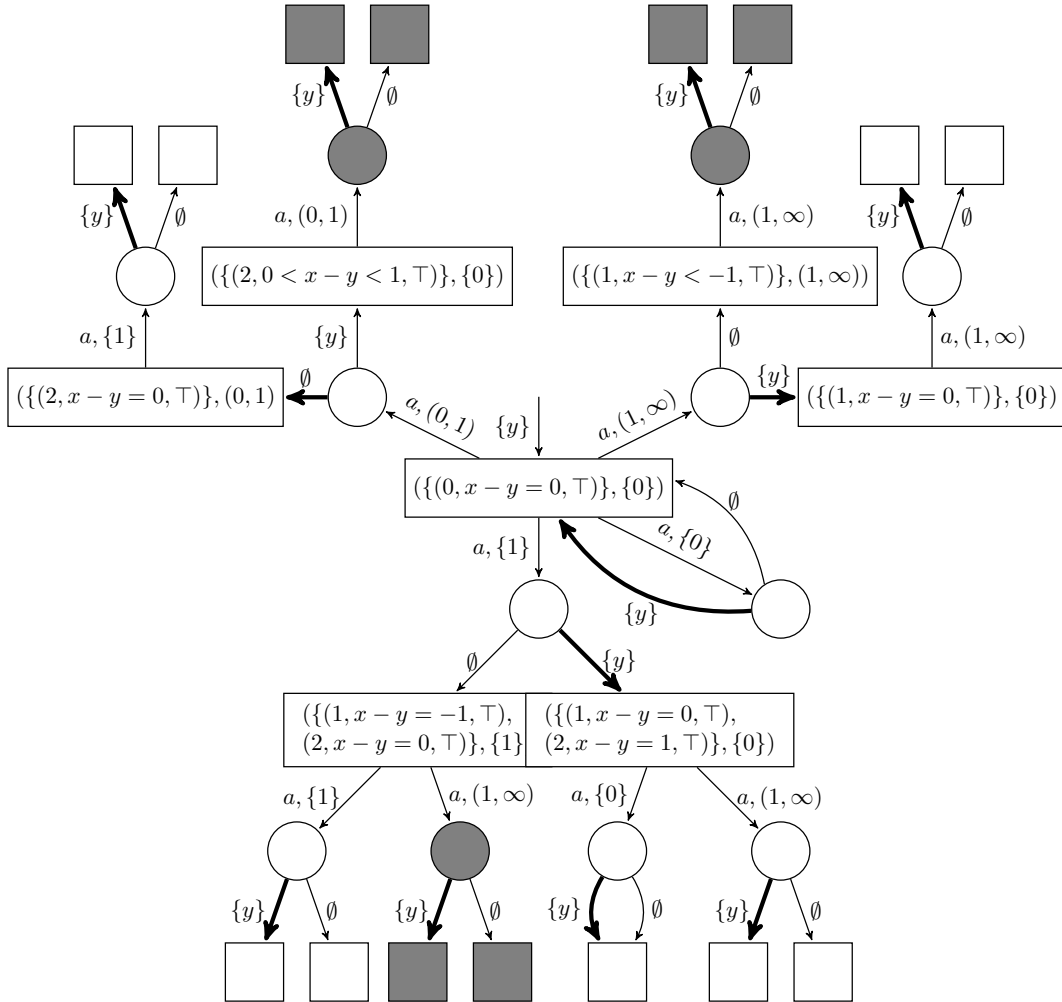 {y}
∅
{y}
∅
{y}
∅
{y}
∅
a, (0, 1)
a, (1, ∞)
({(2, 0 < x − y < 1, ⊤)}, {0})
({(1, x − y < −1, ⊤)}, (1, ∞))
a, {1}
{y}
∅
a, (1, ∞)
({(2, x − y = 0, ⊤)}, (0, 1)
∅
{y}
({(1, x − y = 0, ⊤)}, {0})
a, (0, 1)
{y}
a, (1, ∞)
({(0, x − y = 0, ⊤)}, {0})
∅
a, {1}
a, {0}
{y}
∅
{y}
({(1, x − y = −1, ⊤),
(2, x − y = 0, ⊤)}, {1}
({(1, x − y = 0, ⊤),
(2, x − y = 1, ⊤)}, {0})
a, {1}
a, (1, ∞)
a, {0}
a, (1, ∞)
{y}
∅
{y}
∅
{y}
∅
{y}
∅